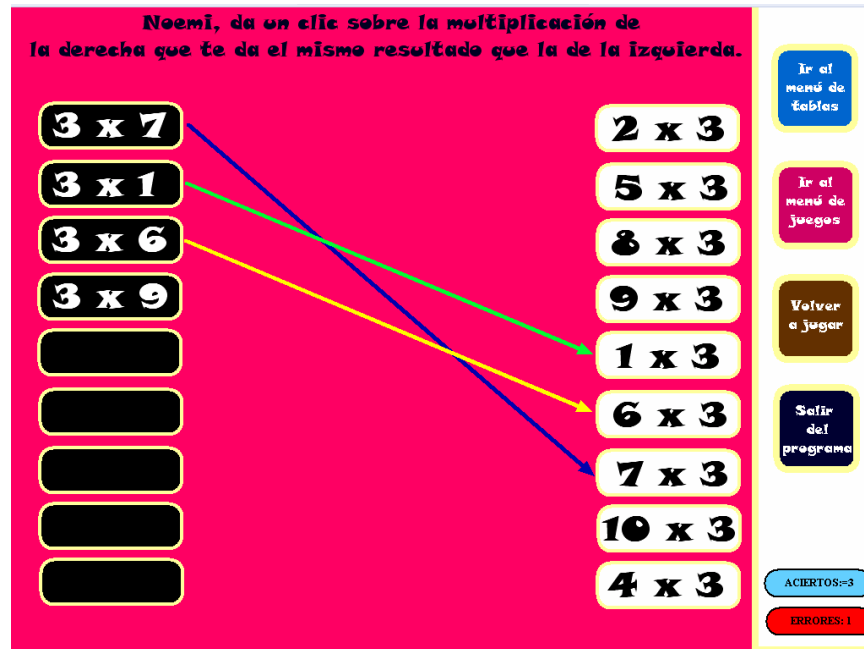 Noemi, da un clic sobre la multiplicación de
la derecha que te da el mismo resultado que la de la izquierda.
3 x 7
3 x 1
3 x 6
3 x 9
2 x 3
5 x 3
8 x 3
9 x 3
1 x 3
6 x 3
7 x 3
10 x 3
4 x 3
Ir al
menú de
tablas
Ir al
menú de
juegos
Volver
a jugar
Salir
del
programa
ACIERTOS:=3
ERRORES: 1